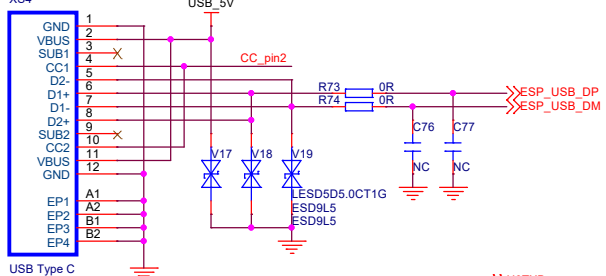 USB_5V
GND 1
VBUS 2
SUB1 3
CC1 4
D2- 5
D1+ 6
D1- 7
D2+ 8
SUB2 9
CC2 10
VBUS 11
GND 12
EP1 A1
EP2 A2
EP3 B1
EP4 B2
USB Type C
CC_pin2
R73 0R
R74 0R
ESP_USB_DP
ESP_USB_DM
C76 C77
NC NC
V17 V18 V19
LESD5D5.0CT1G
ESD9L5
ESD9L5